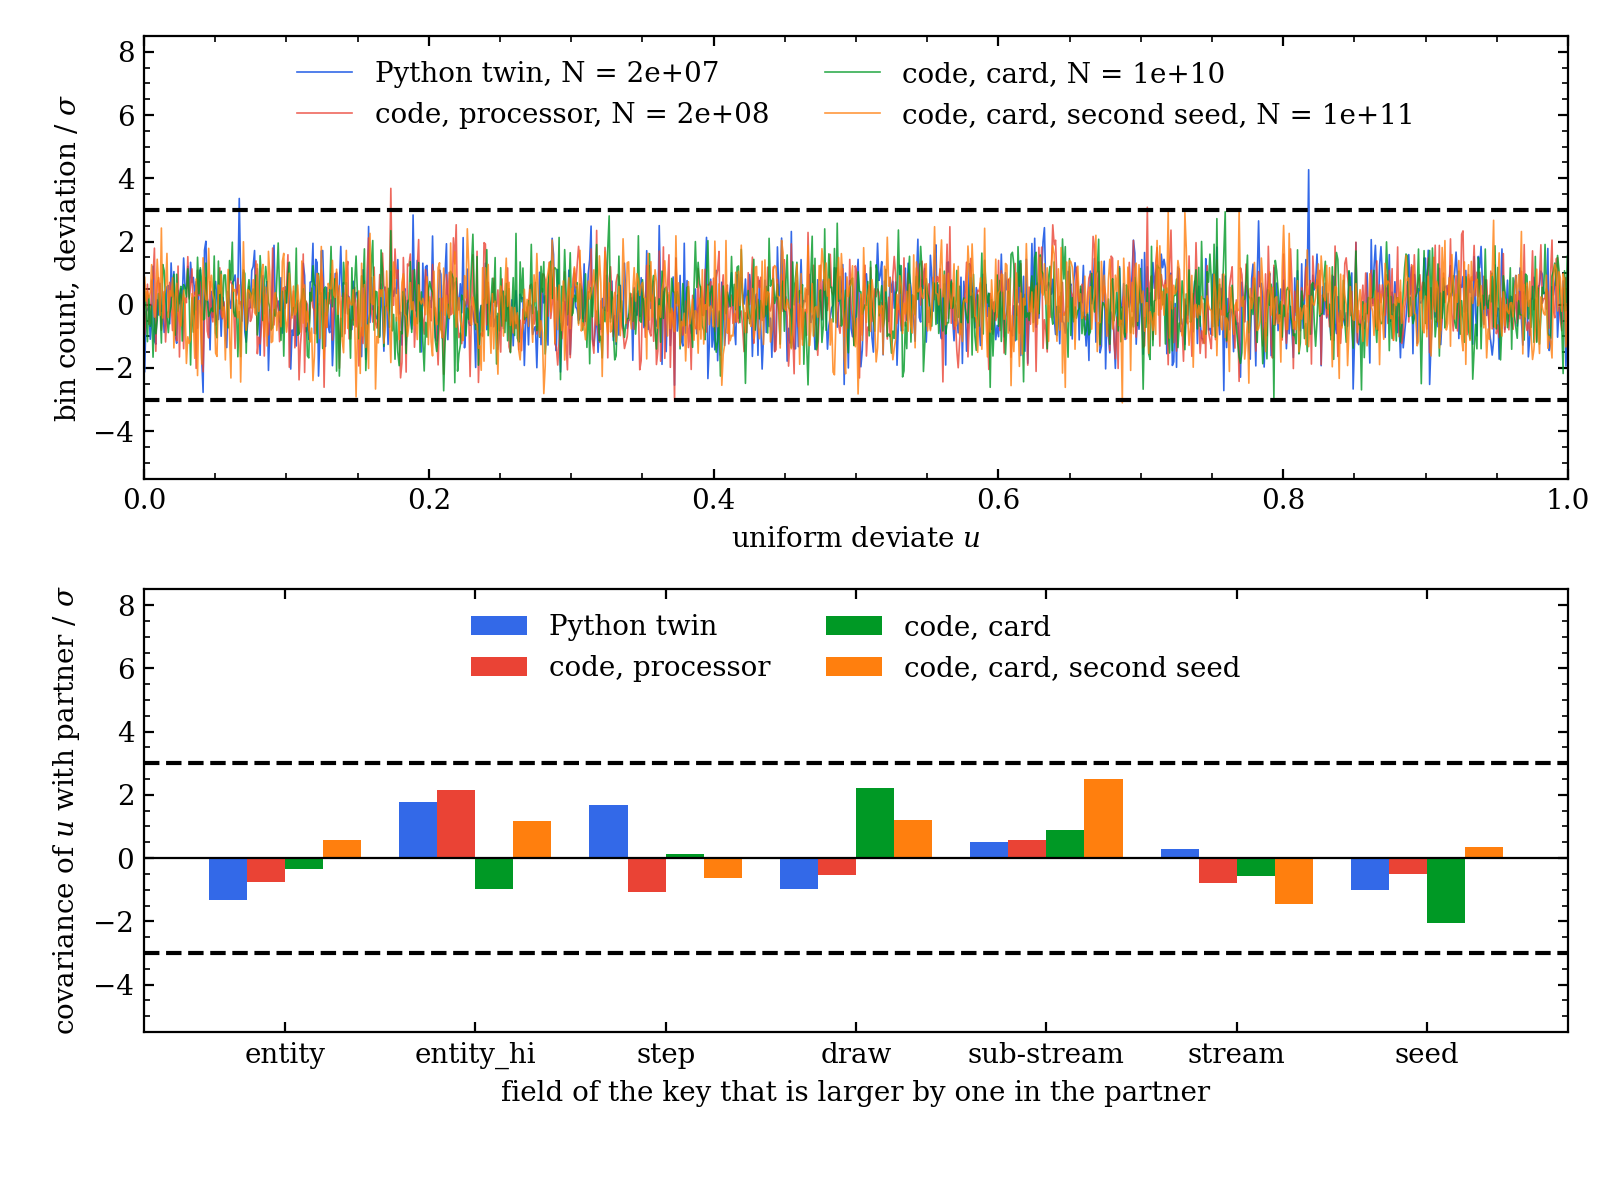 bin count, deviation / σ
8
6
4
2
0
−2
−4
Python twin, N = 2e+07
code, processor, N = 2e+08
code, card, N = 1e+10
code, card, second seed, N = 1e+11
0.0 0.2 0.4 0.6 0.8 1.0
uniform deviate u
covariance of u with partner / σ
8
6
4
2
0
−2
−4
Python twin
code, processor
code, card
code, card, second seed
entity entity_hi step draw sub-stream stream seed
field of the key that is larger by one in the partner